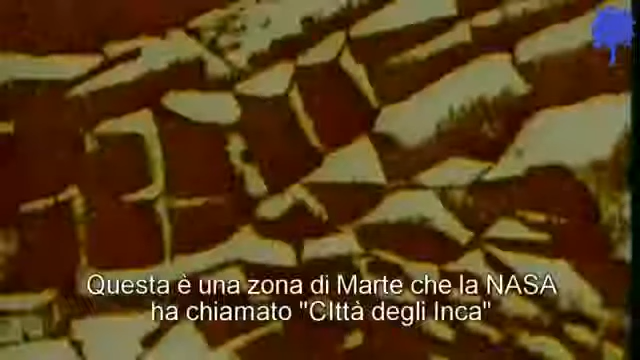 Questa è una zona di Marte che la NASA
ha chiamato "CIttà degli Inca"